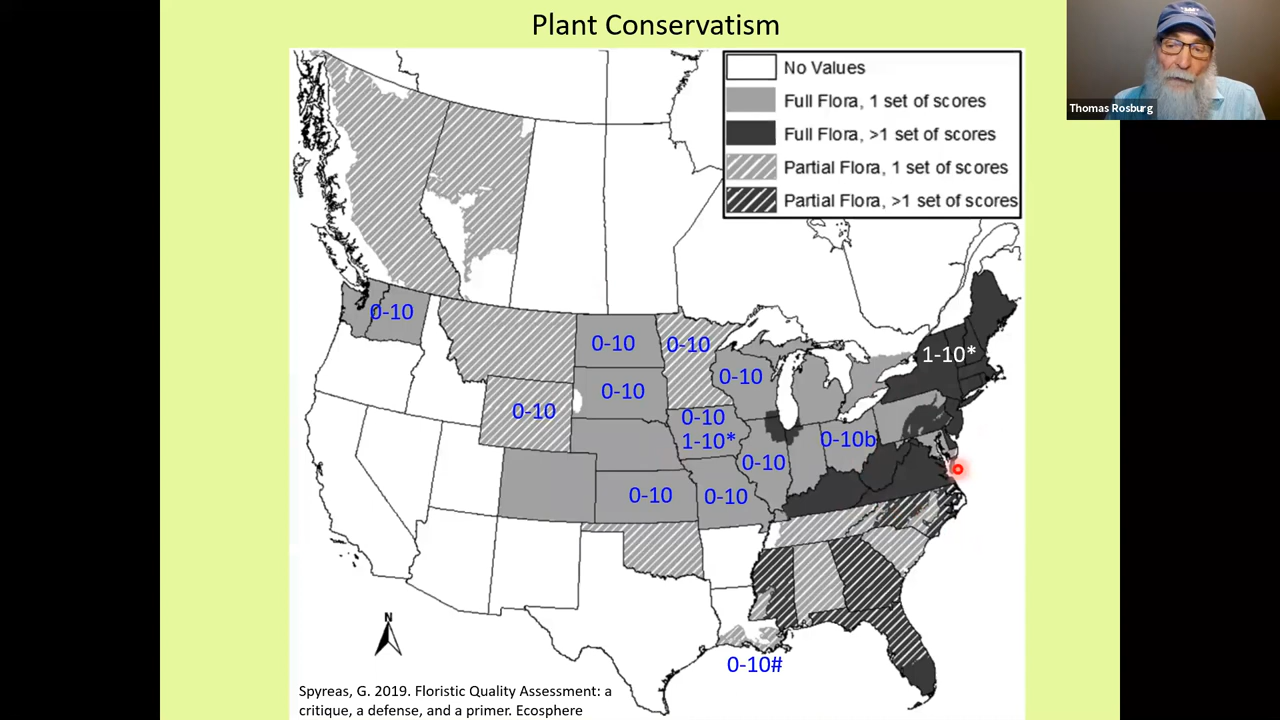 Plant Conservatism
No Values
Full Flora, 1 set of scores
Full Flora, >1 set of scores
Partial Flora, 1 set of scores
Partial Flora, >1 set of scores
Thomas Rosburg
0-10
0-10
0-10
1-10*
0-10
0-10
0-10
0-10
0-10
1-10*
0-10b
0-10
0-10
0-10
N
0-10#
Spyreas, G. 2019. Floristic Quality Assessment: a
critique, a defense, and a primer. Ecosphere